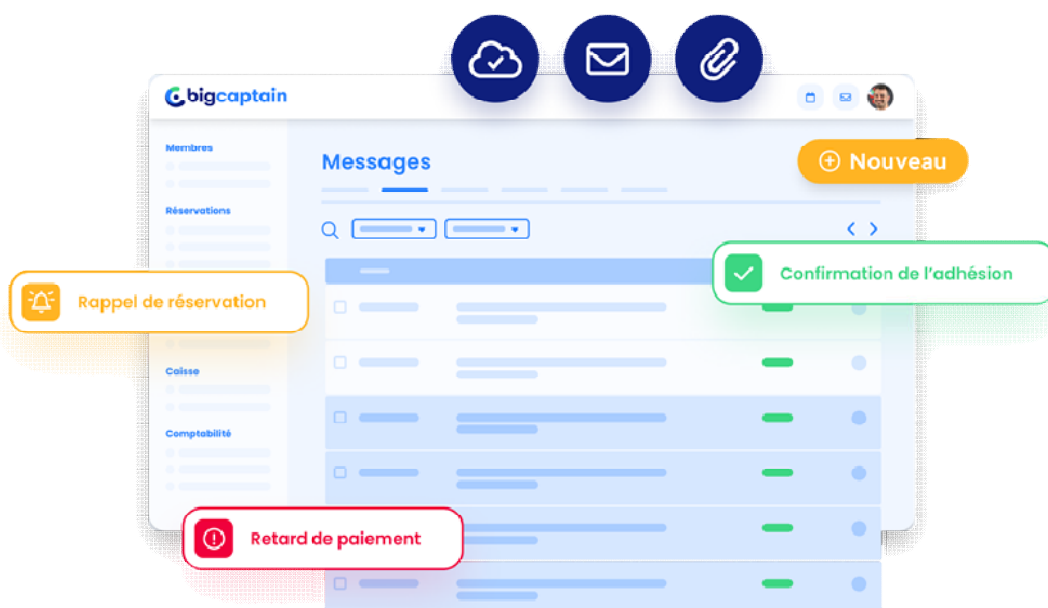 bigcaptain
Membres
Messages
Nouveau
Réservations
Confirmation de l'adhésion
Rappel de réservation
Caisse
Comptabilité
Retard de paiement